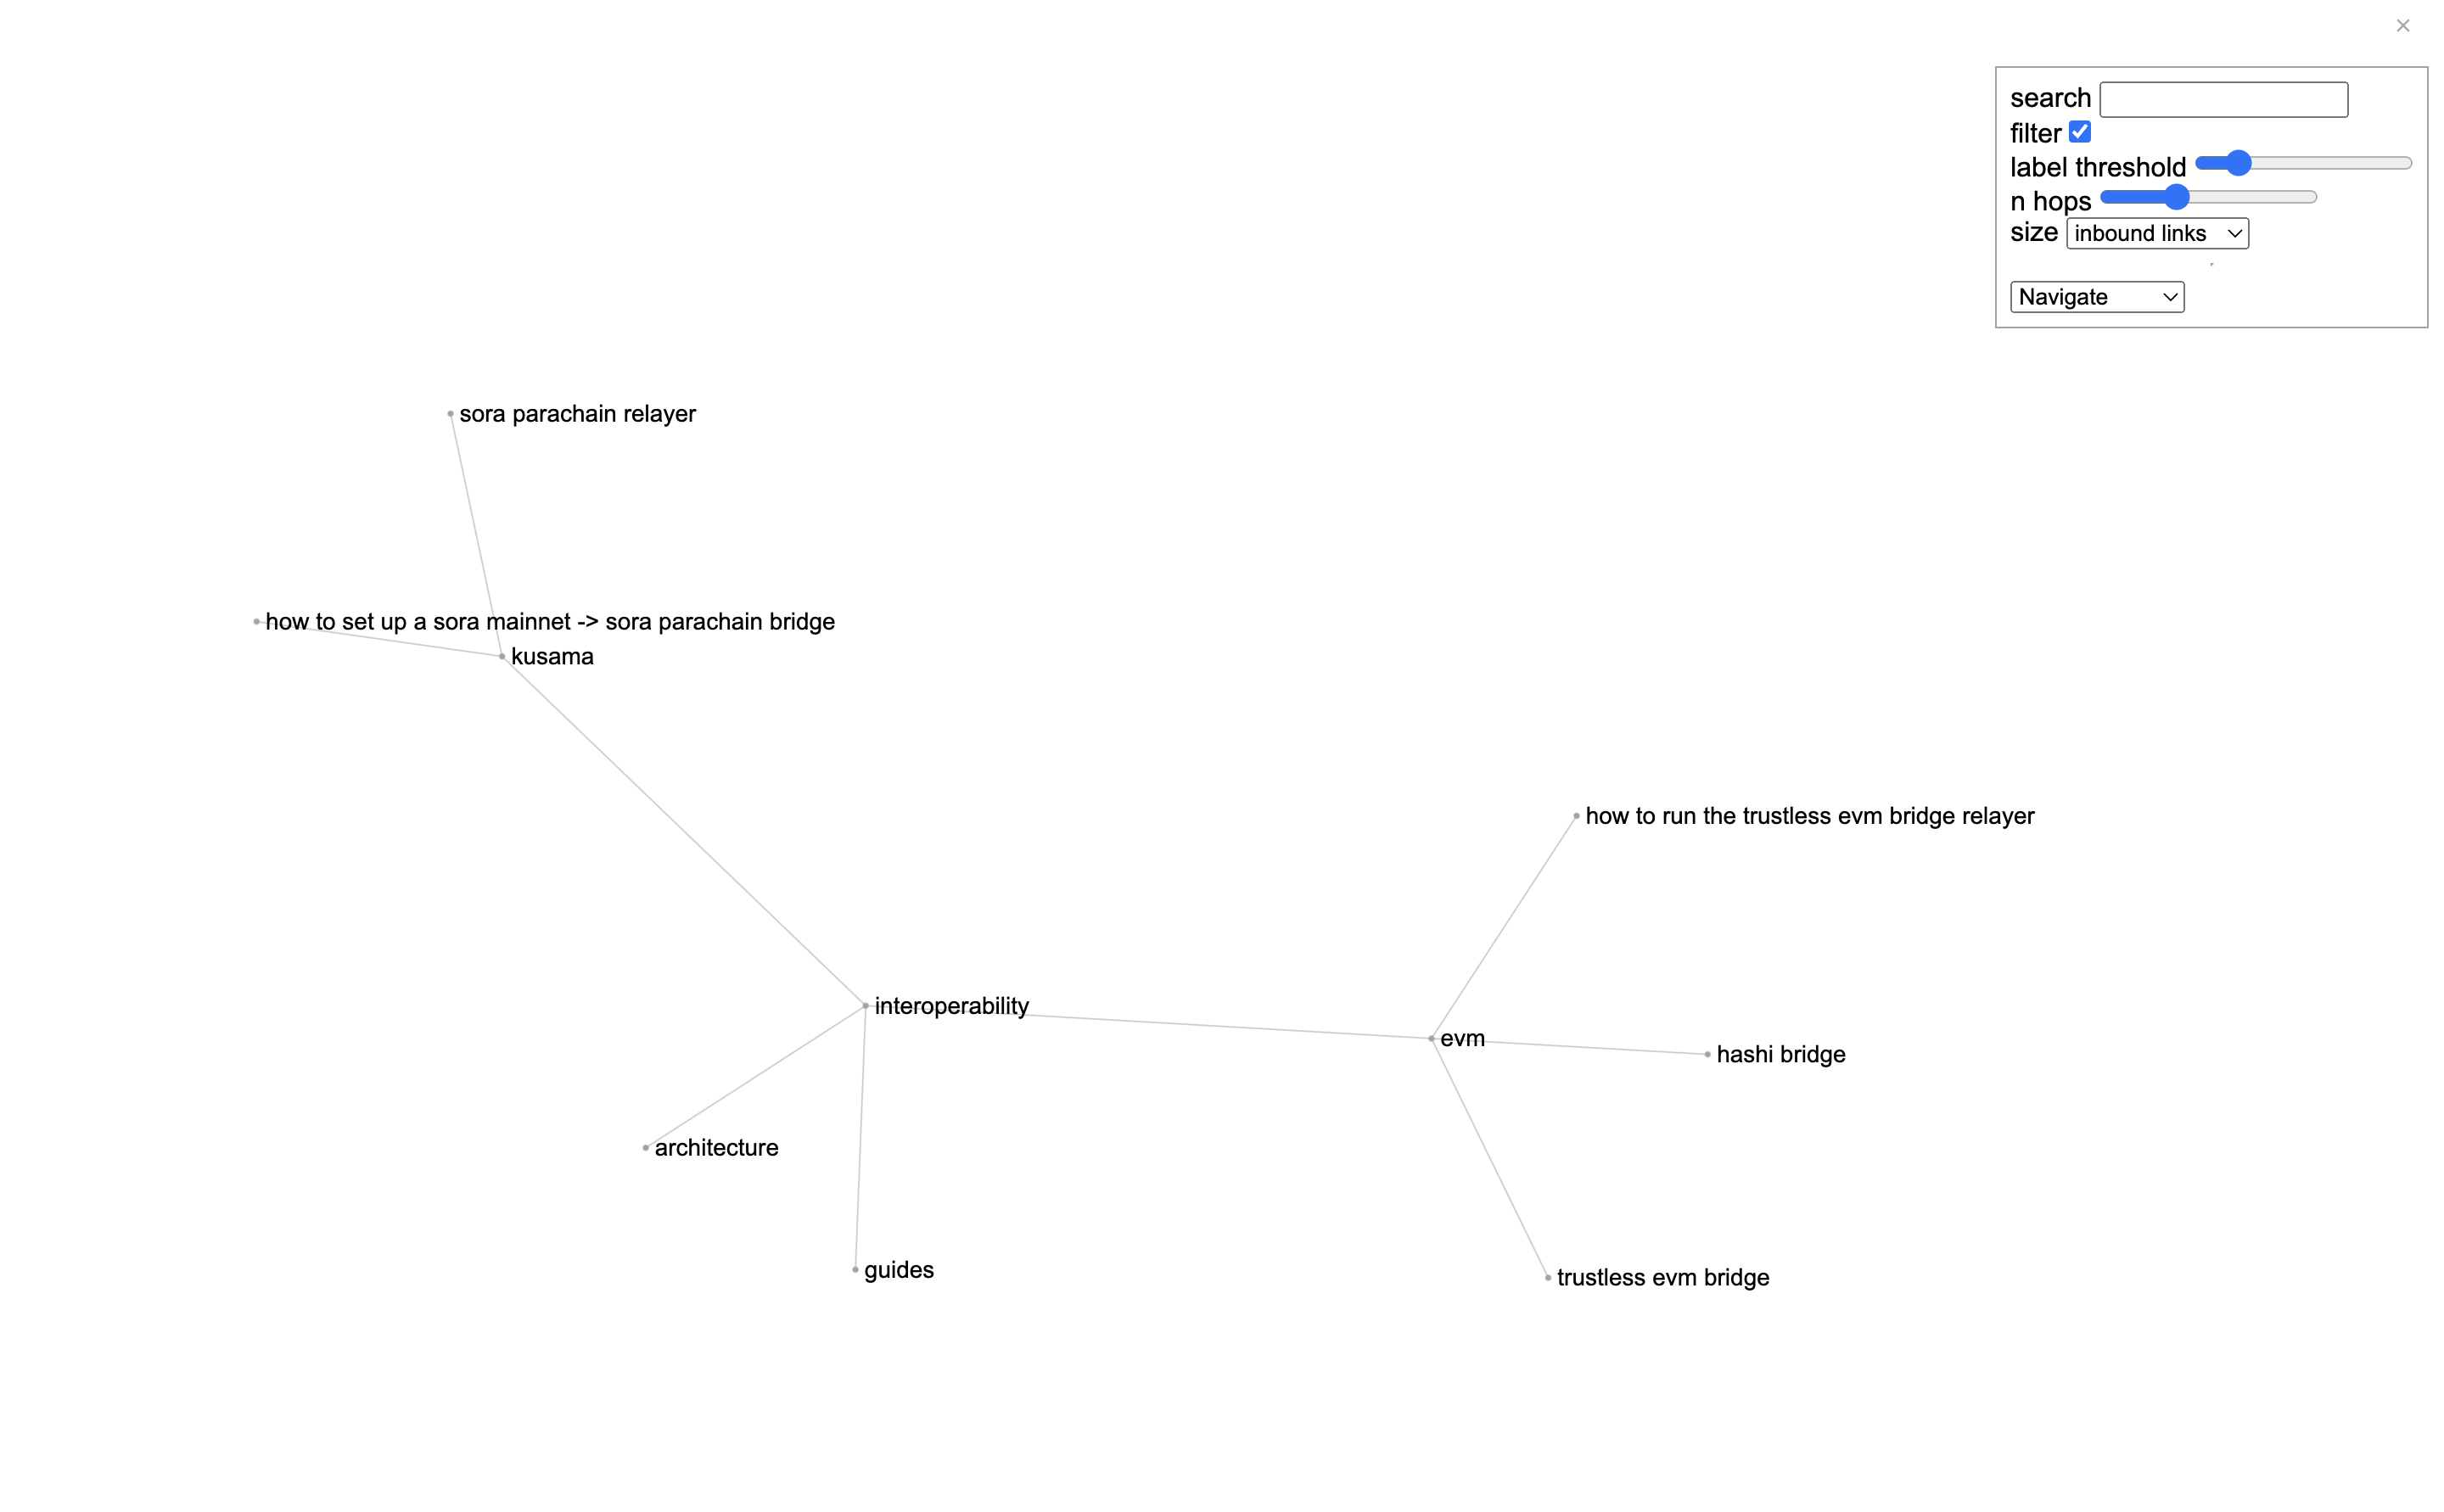 ×
search
filter
label threshold
n hops
size inbound links
Navigate
sora parachain relayer
how to set up a sora mainnet -> sora parachain bridge
kusama
how to run the trustless evm bridge relayer
interoperability
evm
hashi bridge
architecture
guides
trustless evm bridge